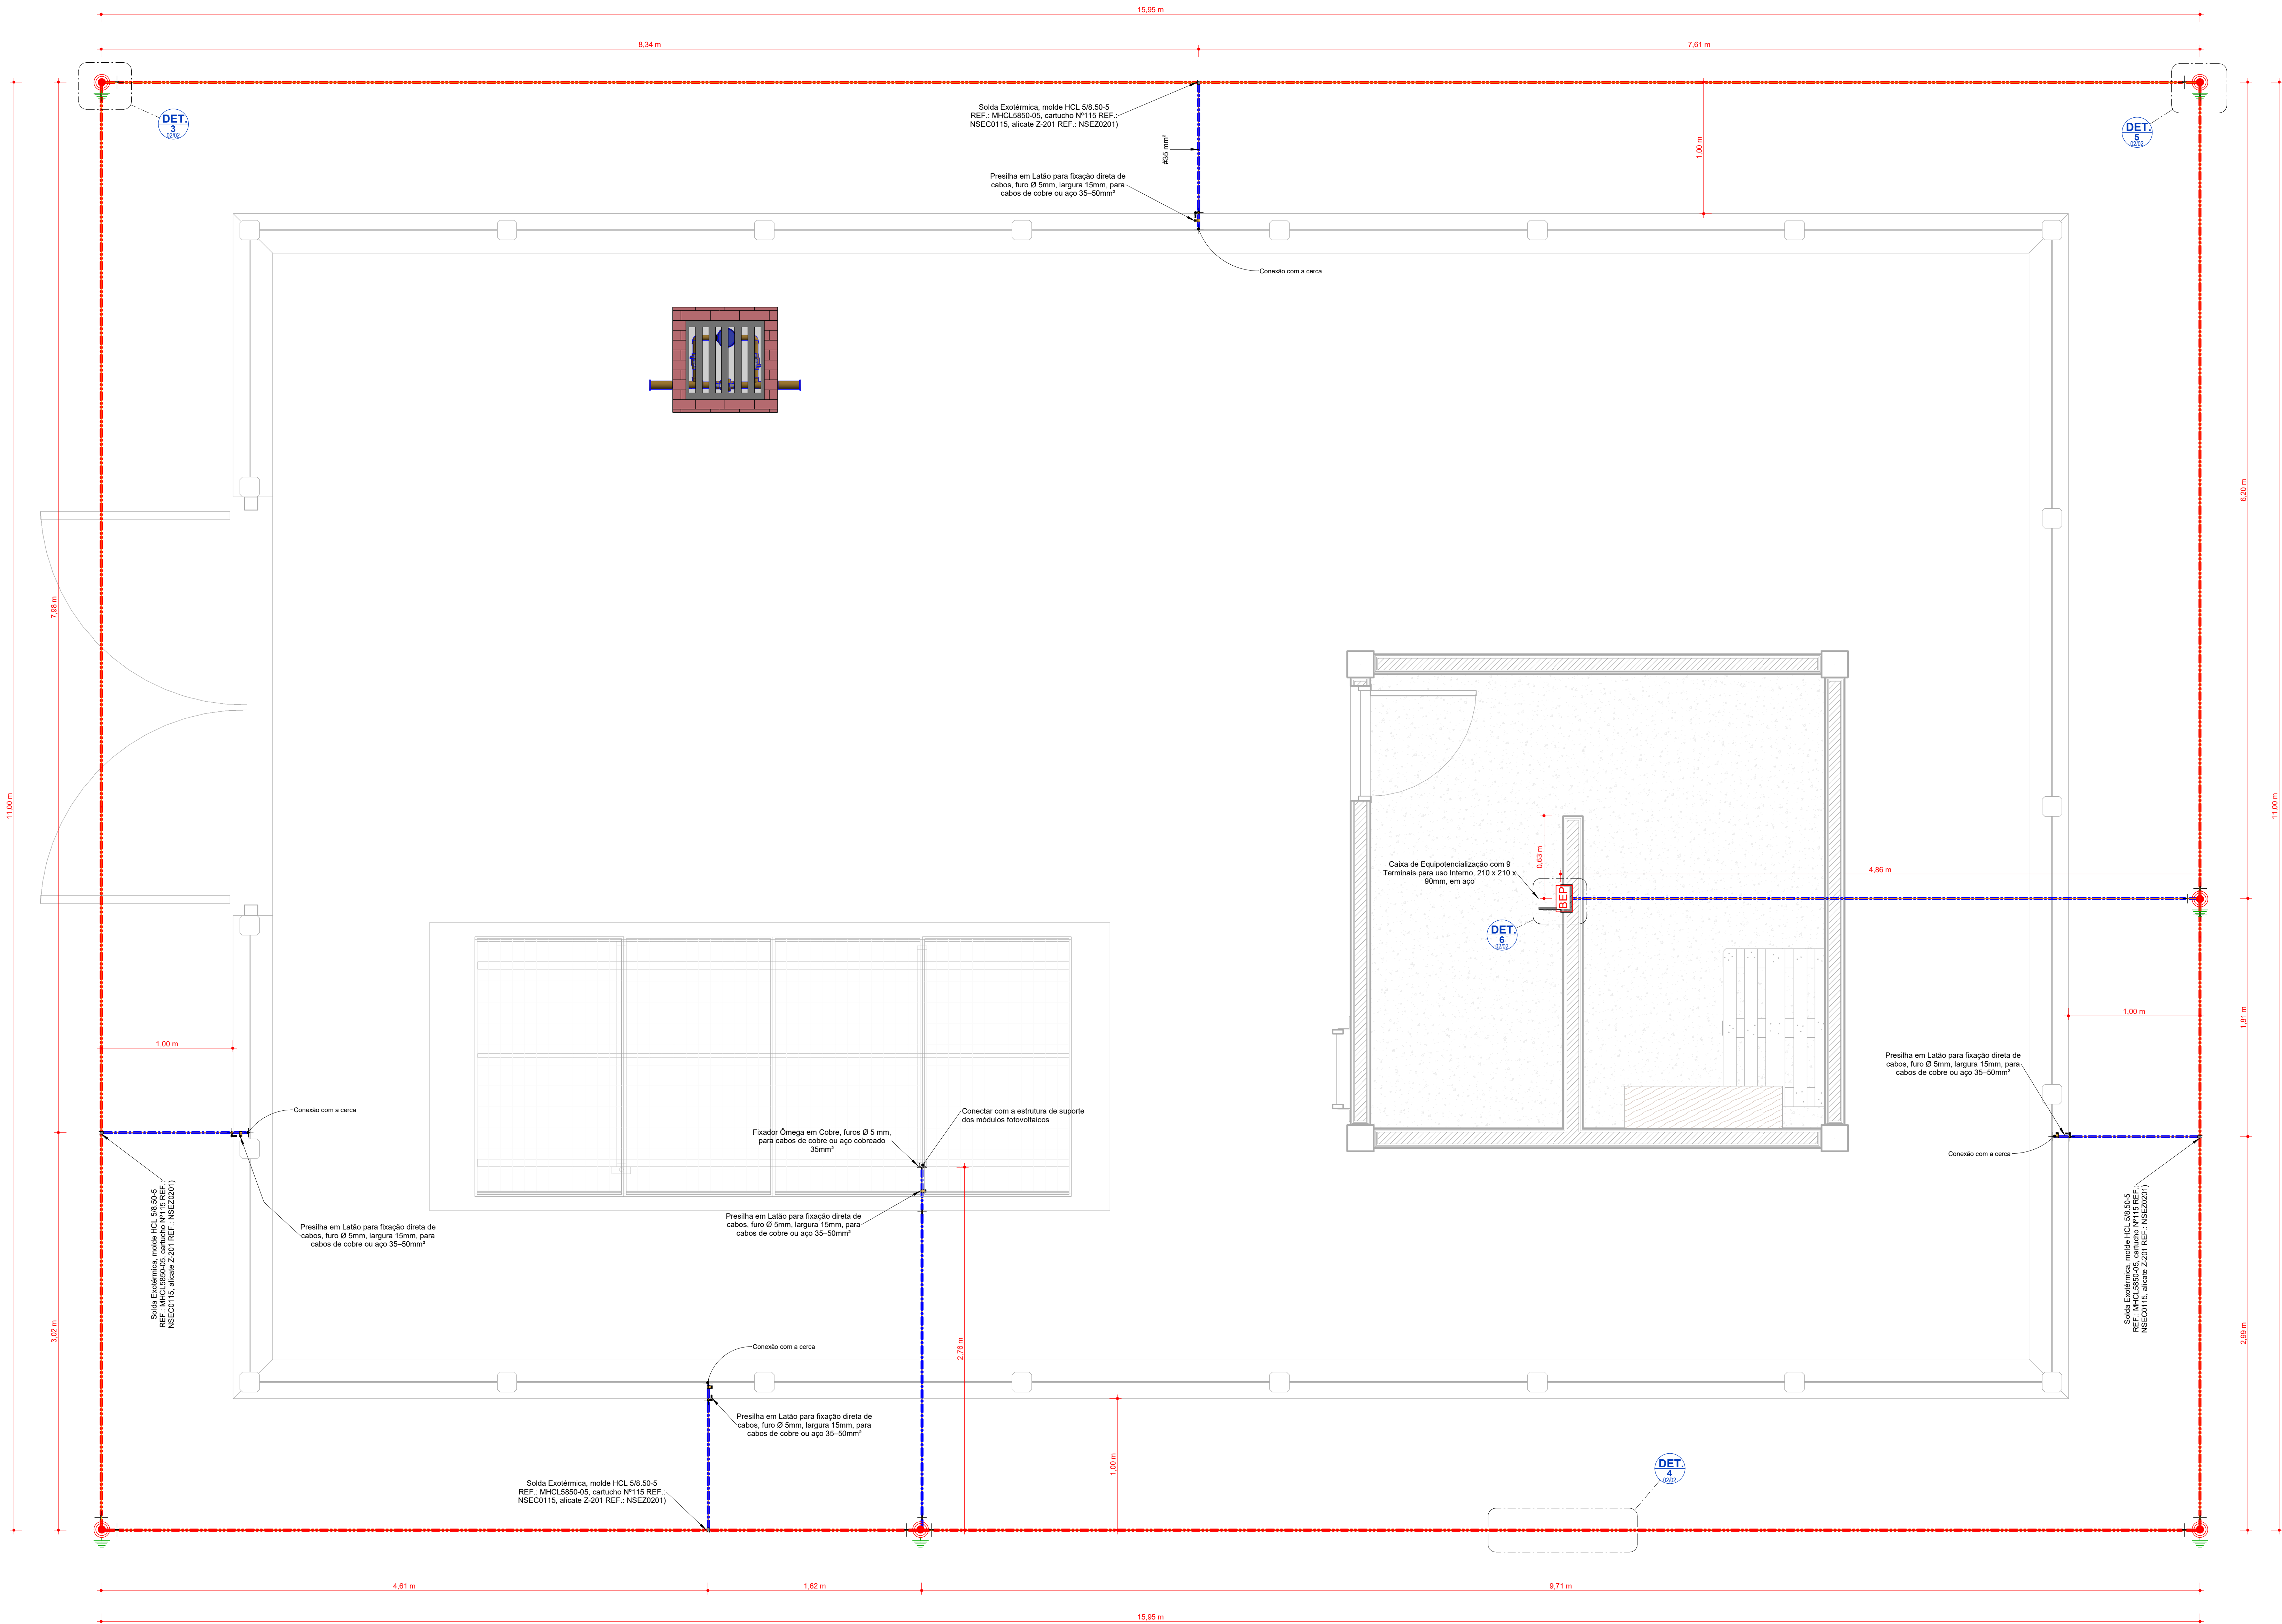 15,95 m
8,34 m
7,61 m
DET.
3
02/02
Solda Exotérmica, molde HCL 5/8.50-5
REF.: MHCL5850-05, cartucho Nº115 REF.:
NSEC0115, alicate Z-201 REF.: NSEZ0201)
#35 mm²
1,00 m
DET.
5
02/02
Presilha em Latão para fixação direta de
cabos, furo Ø 5mm, largura 15mm, para
cabos de cobre ou aço 35–50mm²
Conexão com a cerca
6,20 m
7,98 m
11,00 m
11,00 m
0,63 m
Caixa de Equipotencialização com 9
Terminais para uso Interno, 210 x 210 x
90mm, em aço
BEP
4,86 m
DET.
6
02/02
1,00 m
1,00 m
1,81 m
Presilha em Latão para fixação direta de
cabos, furo Ø 5mm, largura 15mm, para
cabos de cobre ou aço 35–50mm²
Conexão com a cerca
Conectar com a estrutura de suporte
dos módulos fotovoltaicos
Fixador Ômega em Cobre, furos Ø 5 mm,
para cabos de cobre ou aço cobreado
35mm²
Conexão com a cerca
Solda Exotérmica, molde HCL 5/8.50-5
REF.: MHCL5850-05, cartucho Nº115 REF.:
NSEC0115, alicate Z-201 REF.: NSEZ0201)
Presilha em Latão para fixação direta de
cabos, furo Ø 5mm, largura 15mm, para
cabos de cobre ou aço 35–50mm²
Presilha em Latão para fixação direta de
cabos, furo Ø 5mm, largura 15mm, para
cabos de cobre ou aço 35–50mm²
Solda Exotérmica, molde HCL 5/8.50-5
REF.: MHCL5850-05, cartucho Nº115 REF.:
NSEC0115, alicate Z-201 REF.: NSEZ0201)
3,02 m
2,76 m
2,99 m
Conexão com a cerca
Presilha em Latão para fixação direta de
cabos, furo Ø 5mm, largura 15mm, para
cabos de cobre ou aço 35–50mm²
1,00 m
DET.
4
02/02
Solda Exotérmica, molde HCL 5/8.50-5
REF.: MHCL5850-05, cartucho Nº115 REF.:
NSEC0115, alicate Z-201 REF.: NSEZ0201)
4,61 m
1,62 m
9,71 m
15,95 m